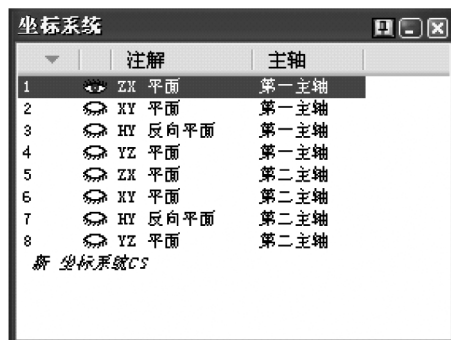 坐标系统
注解 主轴
1 ZX 平面 第一主轴
2 XY 平面 第一主轴
3 HY 反向平面 第一主轴
4 YZ 平面 第一主轴
5 ZX 平面 第二主轴
6 XY 平面 第二主轴
7 HY 反向平面 第二主轴
8 YZ 平面 第二主轴
新 坐标系统CS